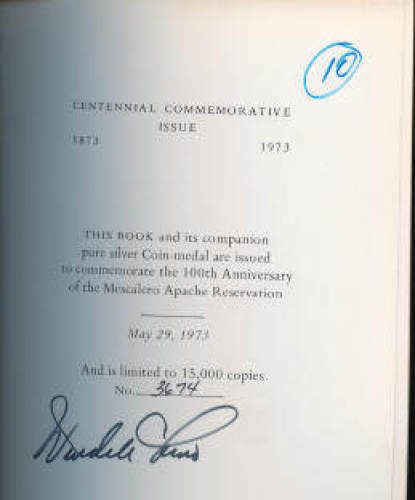 10
CENTENNIAL COMMEMORATIVE
ISSUE
1873 1973
THIS BOOK and its companion
pure silver Coin-medal are issued
to commemorate the 100th Anniversary
of the Mescalero Apache Reservation
May 29, 1973
And is limited to 15,000 copies
No. 3674
Wendell Chino